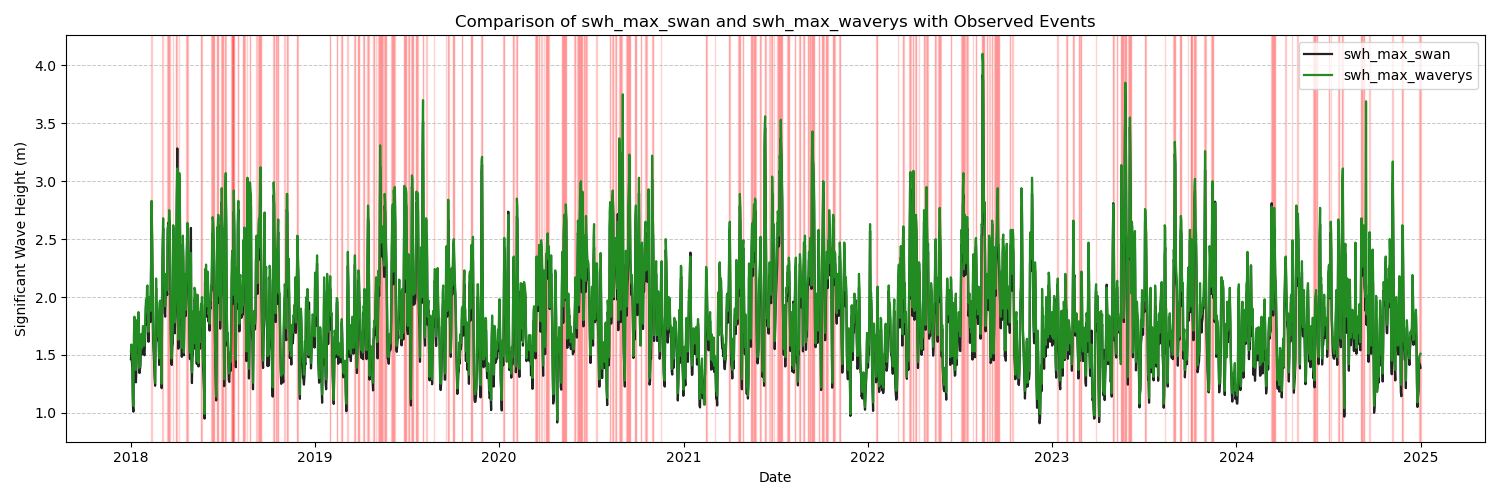 Comparison of swh_max_swan and swh_max_waverys with Observed Events
swh_max_swan
swh_max_waverys
Significant Wave Height (m)
4.0
3.5
3.0
2.5
2.0
1.5
1.0
2018 2019 2020 2021 2022 2023 2024 2025
Date